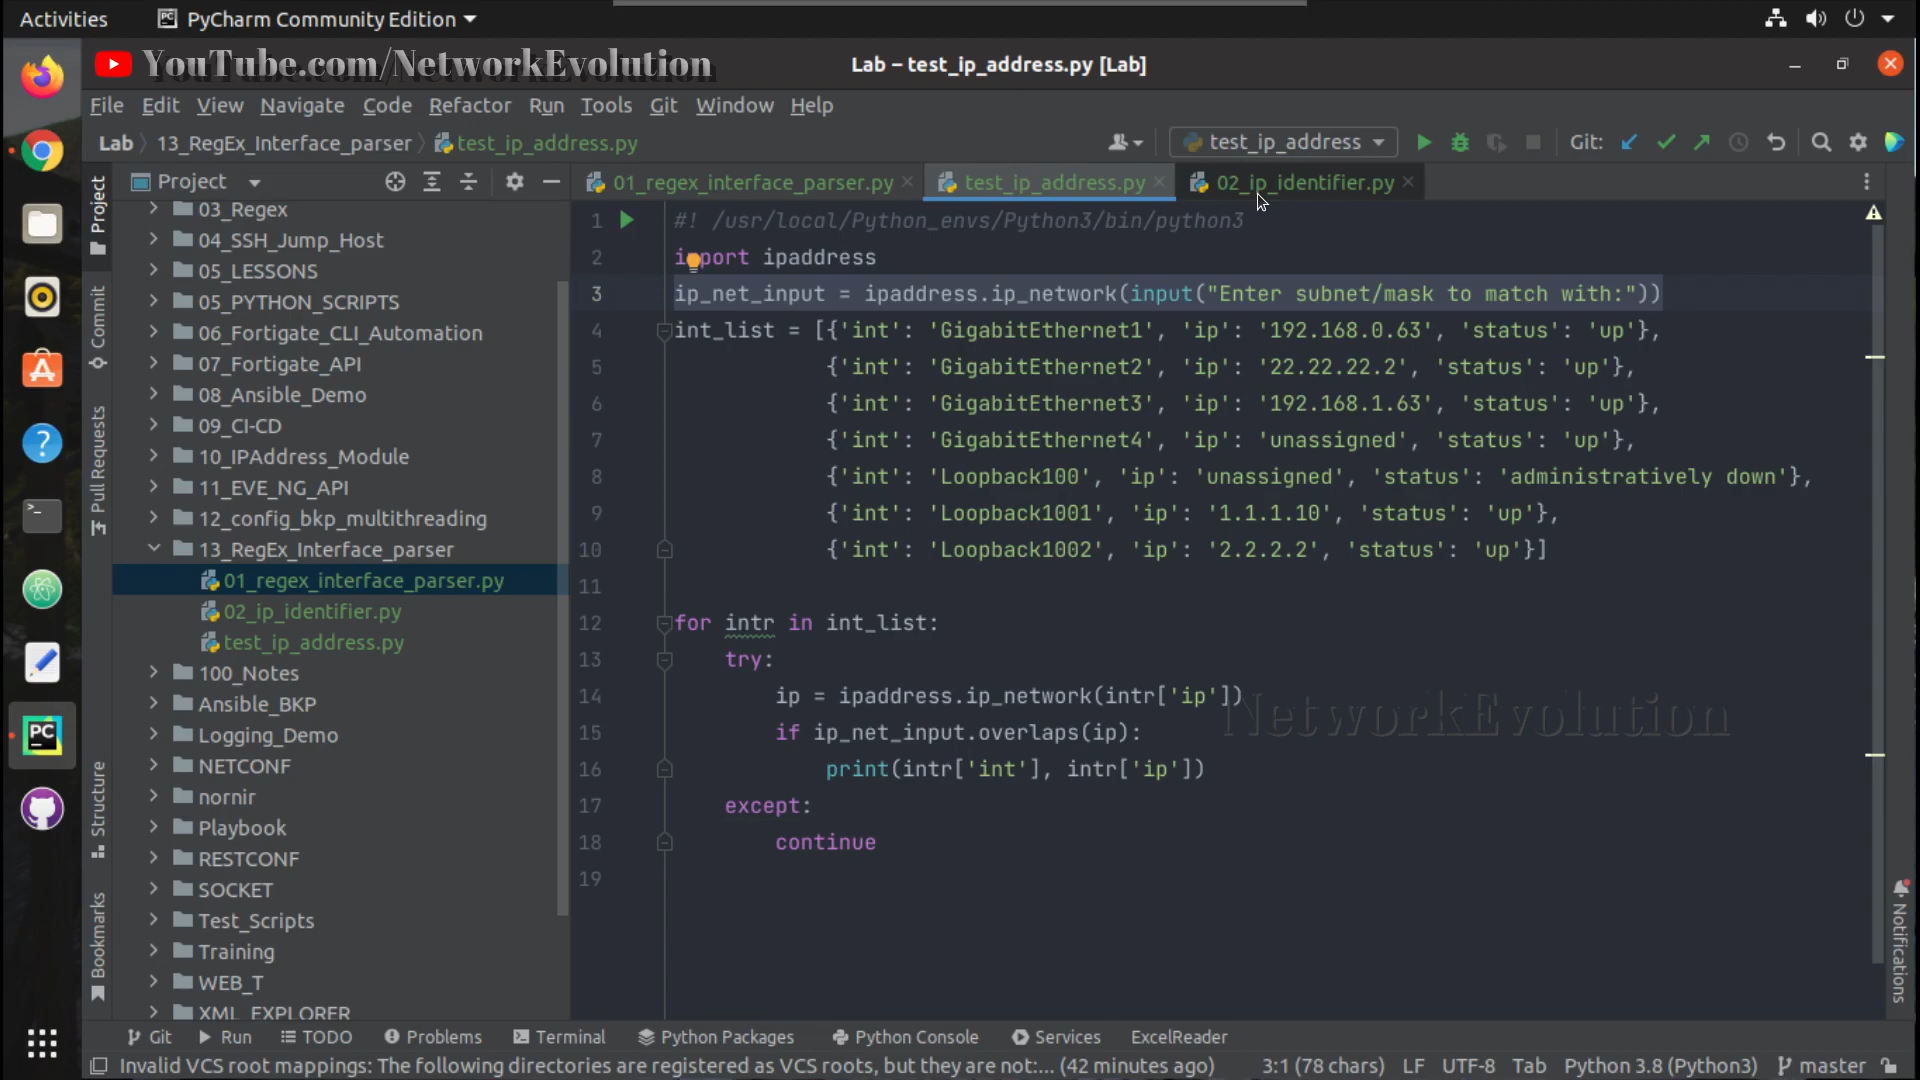 Activities PyCharm Community Edition
YouTube.com/NetworkEvolution Lab – test_ip_address.py [Lab]
File Edit View Navigate Code Refactor Run Tools Git Window Help
Lab 13_RegEx_Interface_parser test_ip_address.py test_ip_address Git:
Project 01_regex_interface_parser.py test_ip_address.py 02_ip_identifier.py
Project
Commit
Pull Requests
Structure
Bookmarks
03_Regex
04_SSH_Jump_Host
05_LESSONS
05_PYTHON_SCRIPTS
06_Fortigate_CLI_Automation
07_Fortigate_API
08_Ansible_Demo
09_CI-CD
10_IPAddress_Module
11_EVE_NG_API
12_config_bkp_multithreading
13_RegEx_Interface_parser
01_regex_interface_parser.py
02_ip_identifier.py
test_ip_address.py
100_Notes
Ansible_BKP
Logging_Demo
NETCONF
nornir
Playbook
RESTCONF
SOCKET
Test_Scripts
Training
WEB_T
XML_EXPLORER
1 #! /usr/local/Python_envs/Python3/bin/python3
2 import ipaddress
3 ip_net_input = ipaddress.ip_network(input("Enter subnet/mask to match with:"))
4 int_list = [{'int': 'GigabitEthernet1', 'ip': '192.168.0.63', 'status': 'up'},
5 {'int': 'GigabitEthernet2', 'ip': '22.22.22.2', 'status': 'up'},
6 {'int': 'GigabitEthernet3', 'ip': '192.168.1.63', 'status': 'up'},
7 {'int': 'GigabitEthernet4', 'ip': 'unassigned', 'status': 'up'},
8 {'int': 'Loopback100', 'ip': 'unassigned', 'status': 'administratively down'},
9 {'int': 'Loopback1001', 'ip': '1.1.1.10', 'status': 'up'},
10 {'int': 'Loopback1002', 'ip': '2.2.2.2', 'status': 'up'}]
11
12 for intr in int_list:
13 try:
14 ip = ipaddress.ip_network(intr['ip'])
NetworkEvolution
15 if ip_net_input.overlaps(ip):
16 print(intr['int'], intr['ip'])
17 except:
18 continue
19
Notifications
Git Run TODO Problems Terminal Python Packages Python Console Services ExcelReader
Invalid VCS root mappings: The following directories are registered as VCS roots, but they are not:... (42 minutes ago) 3:1 (78 chars) LF UTF-8 Tab Python 3.8 (Python3) master